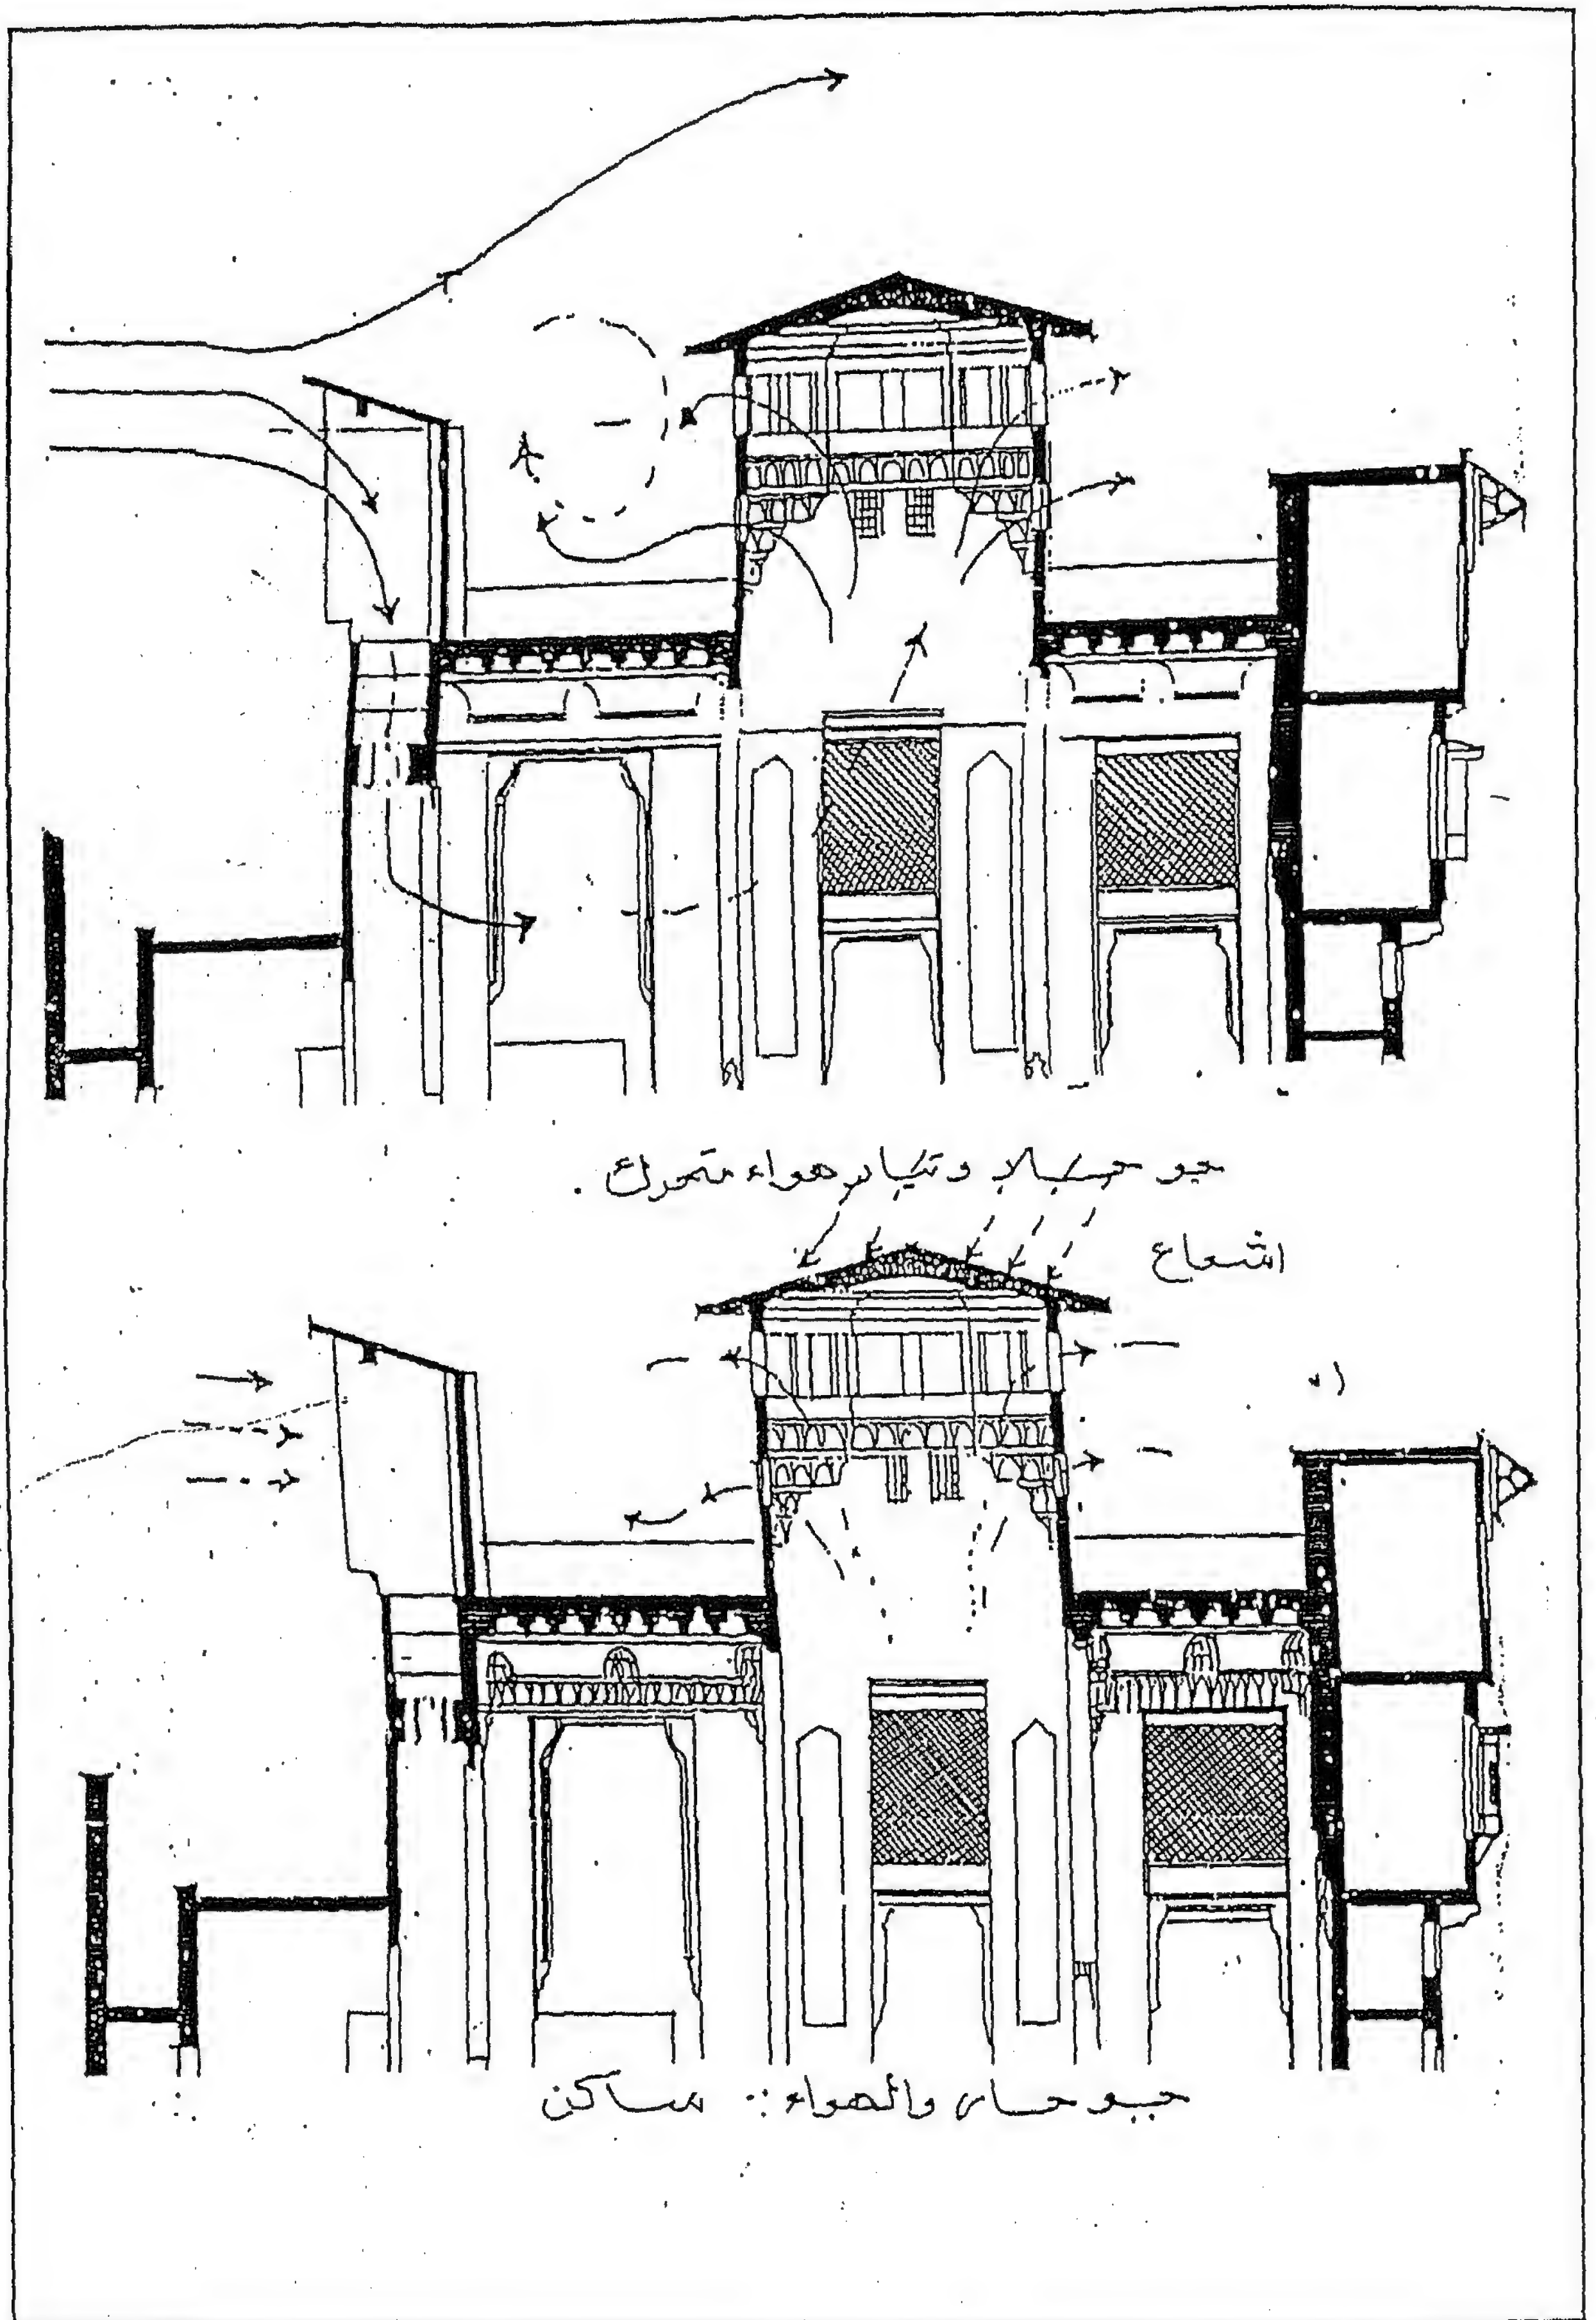 جو حار وتيار هواء متحرك .
اشعاع
جو حار والهواء ساكن